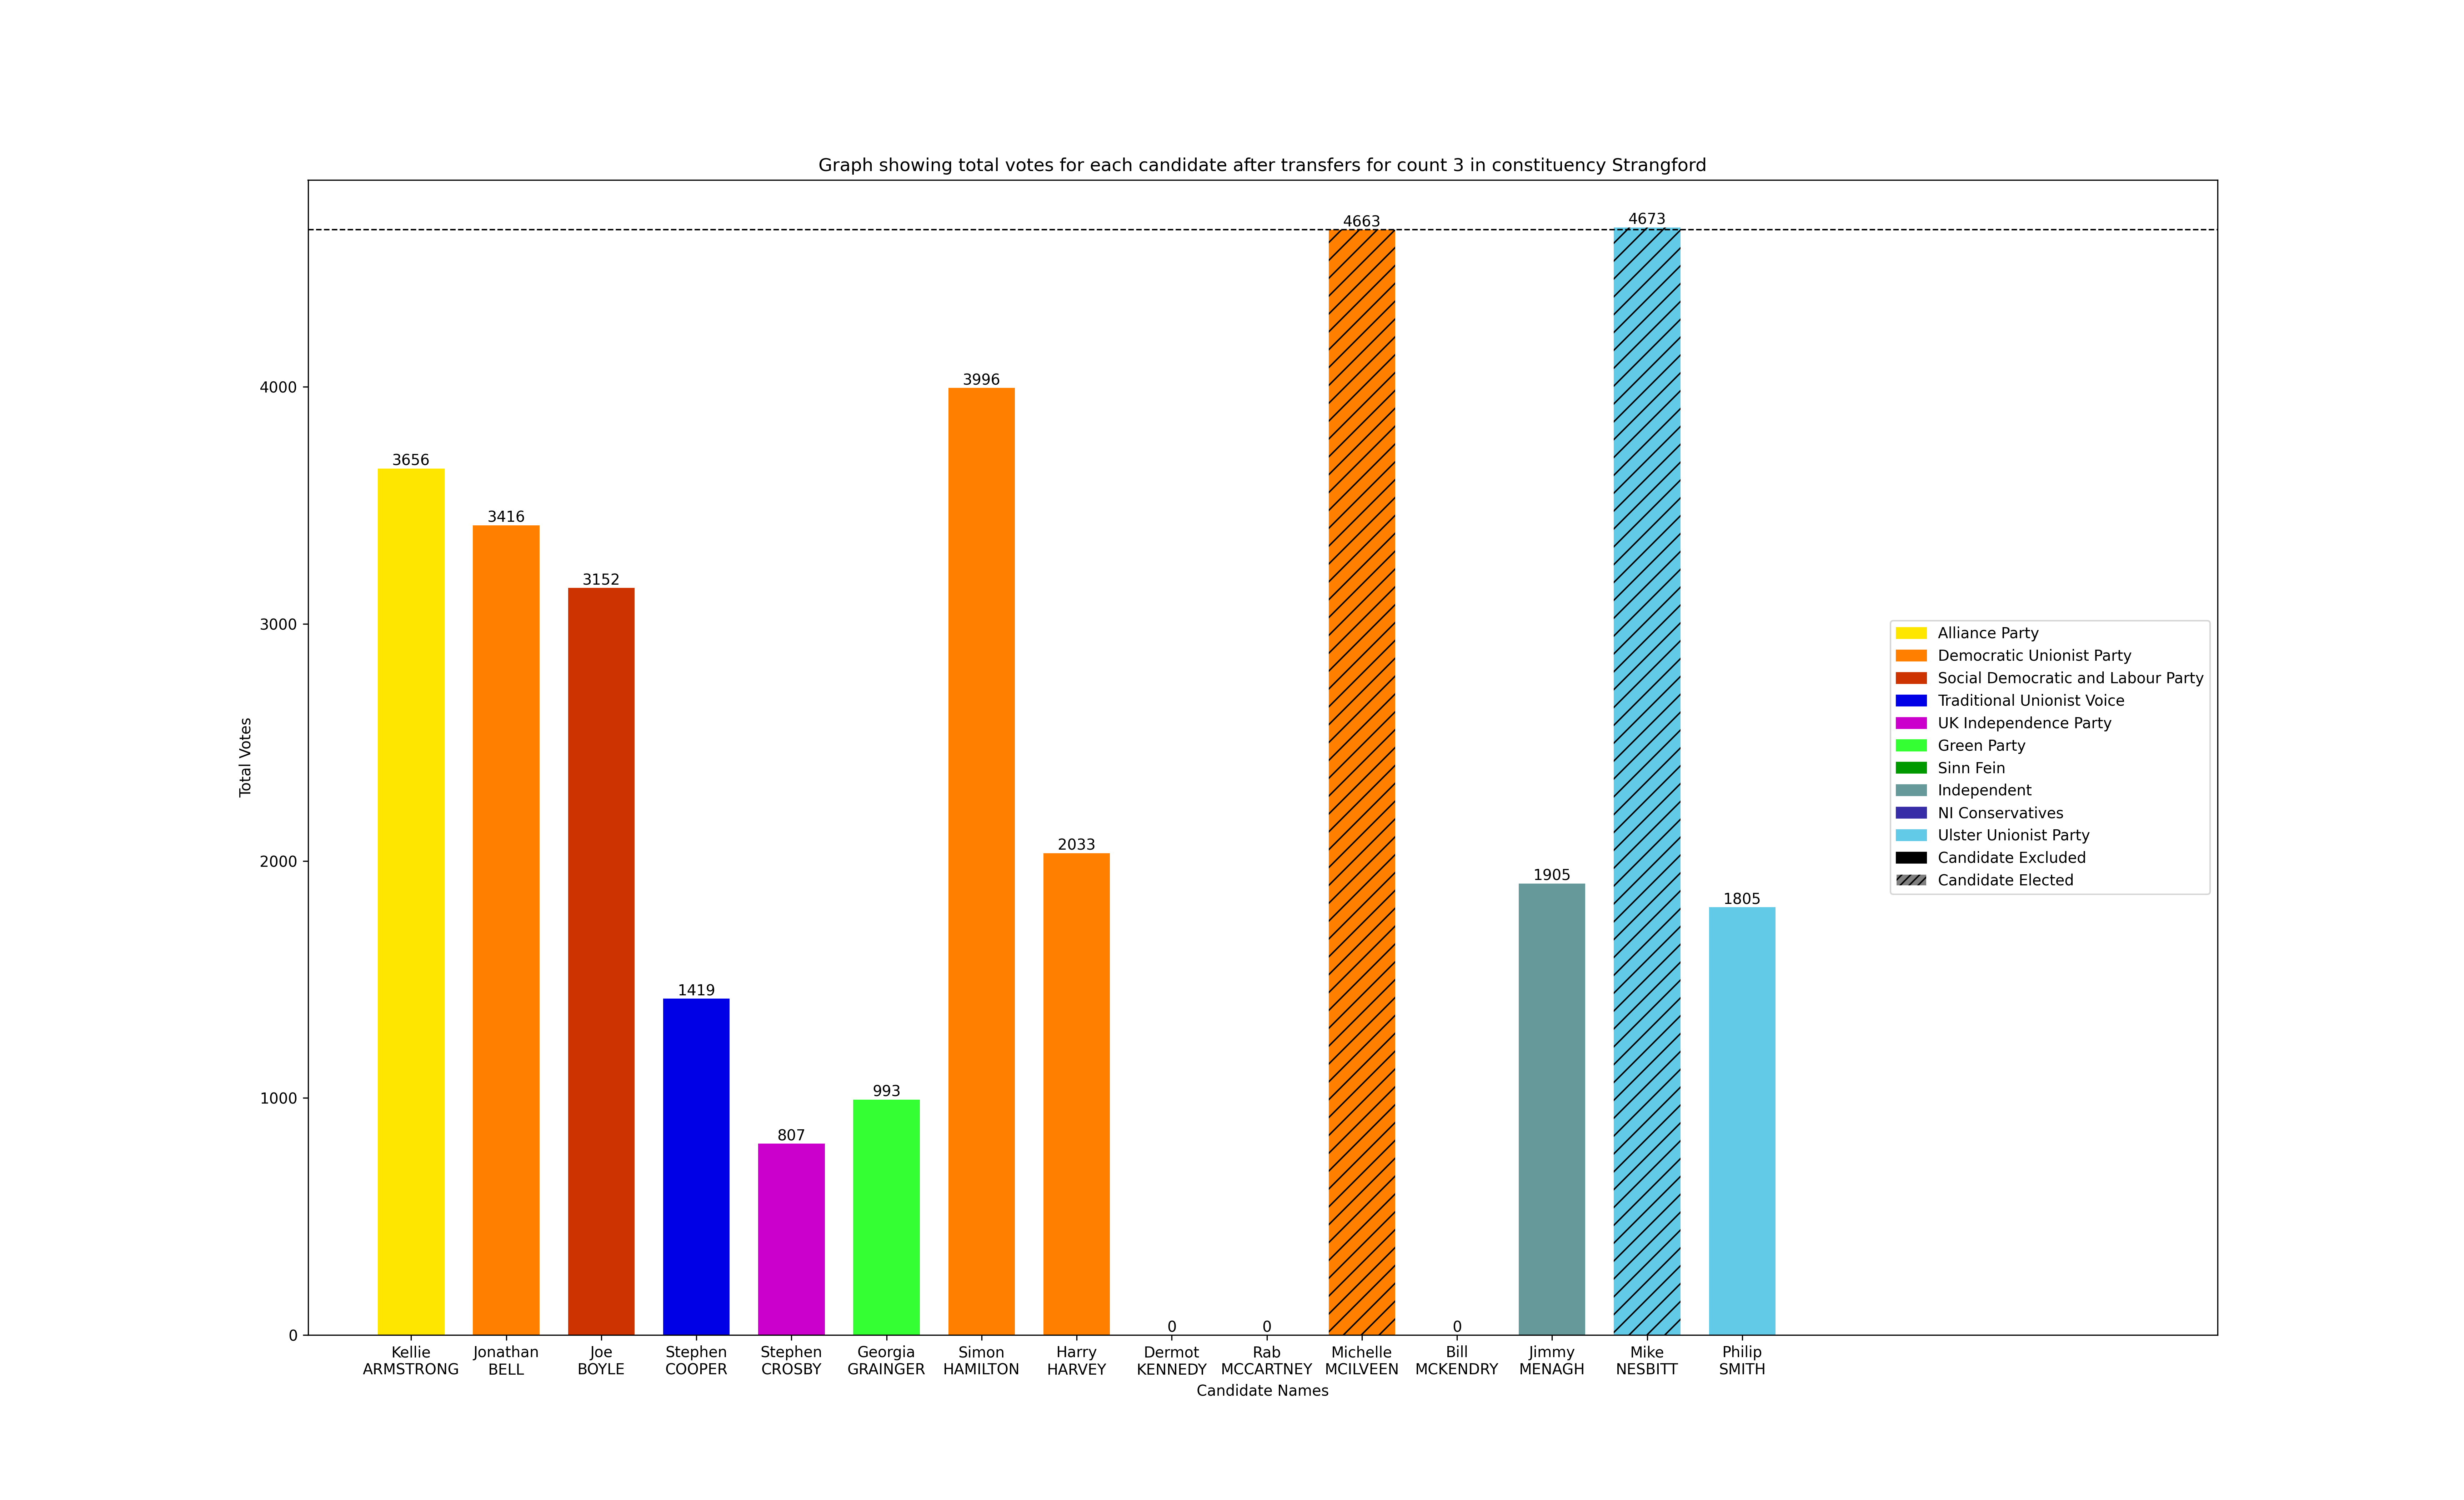 Graph showing total votes for each candidate after transfers for count 3 in constituency Strangford
Total Votes
4000
3000
2000
1000
0
3656
3416
3152
1419
807
993
3996
2033
0
0
4663
0
1905
4673
1805
Kellie
ARMSTRONG
Jonathan
BELL
Joe
BOYLE
Stephen
COOPER
Stephen
CROSBY
Georgia
GRAINGER
Simon
HAMILTON
Harry
HARVEY
Dermot
KENNEDY
Rab
MCCARTNEY
Michelle
MCILVEEN
Bill
MCKENDRY
Jimmy
MENAGH
Mike
NESBITT
Philip
SMITH
Candidate Names
Alliance Party
Democratic Unionist Party
Social Democratic and Labour Party
Traditional Unionist Voice
UK Independence Party
Green Party
Sinn Fein
Independent
NI Conservatives
Ulster Unionist Party
Candidate Excluded
Candidate Elected